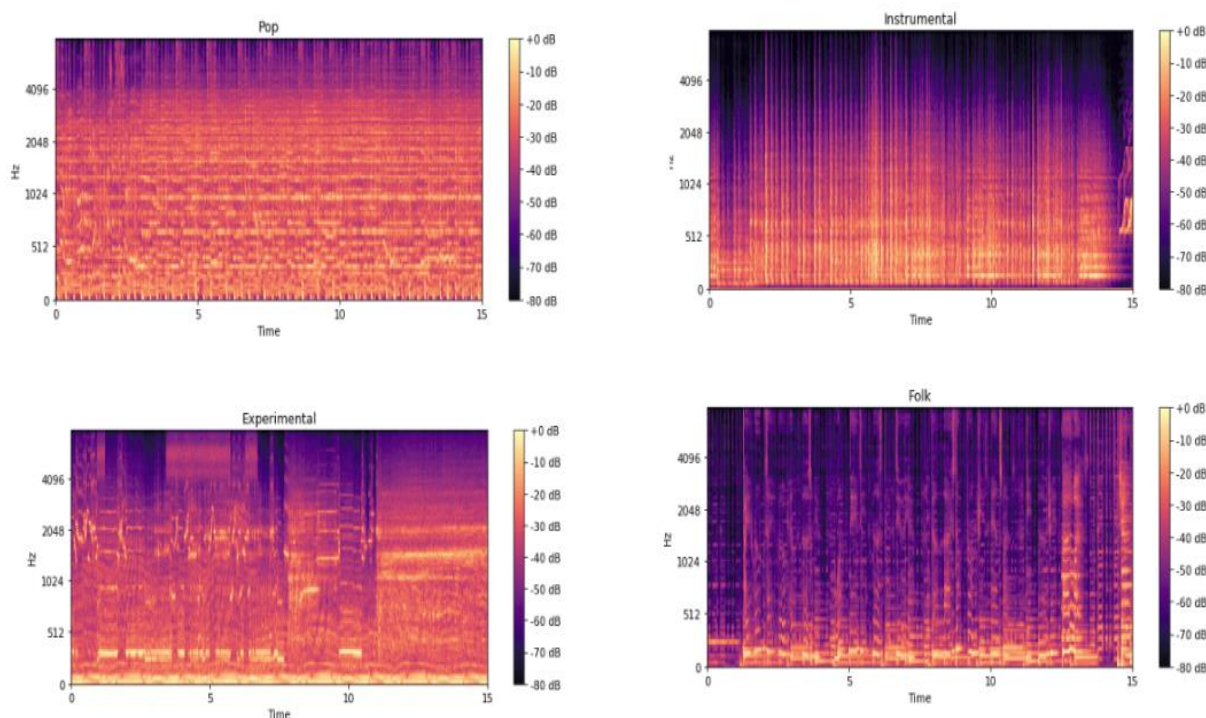 Pop
+0 dB
-10 dB
-20 dB
-30 dB
-40 dB
-50 dB
-60 dB
-70 dB
-80 dB
4096
2048
1024
512
0
Hz
0 5 10 15
Time
Instrumental
+0 dB
-10 dB
-20 dB
-30 dB
-40 dB
-50 dB
-60 dB
-70 dB
-80 dB
4096
2048
1024
512
0
0 5 10 15
Time
Experimental
+0 dB
-10 dB
-20 dB
-30 dB
-40 dB
-50 dB
-60 dB
-70 dB
-80 dB
4096
2048
1024
512
0
Hz
0 5 10 15
Time
Folk
+0 dB
-10 dB
-20 dB
-30 dB
-40 dB
-50 dB
-60 dB
-70 dB
-80 dB
4096
2048
1024
512
0
Hz
0 5 10 15
Time